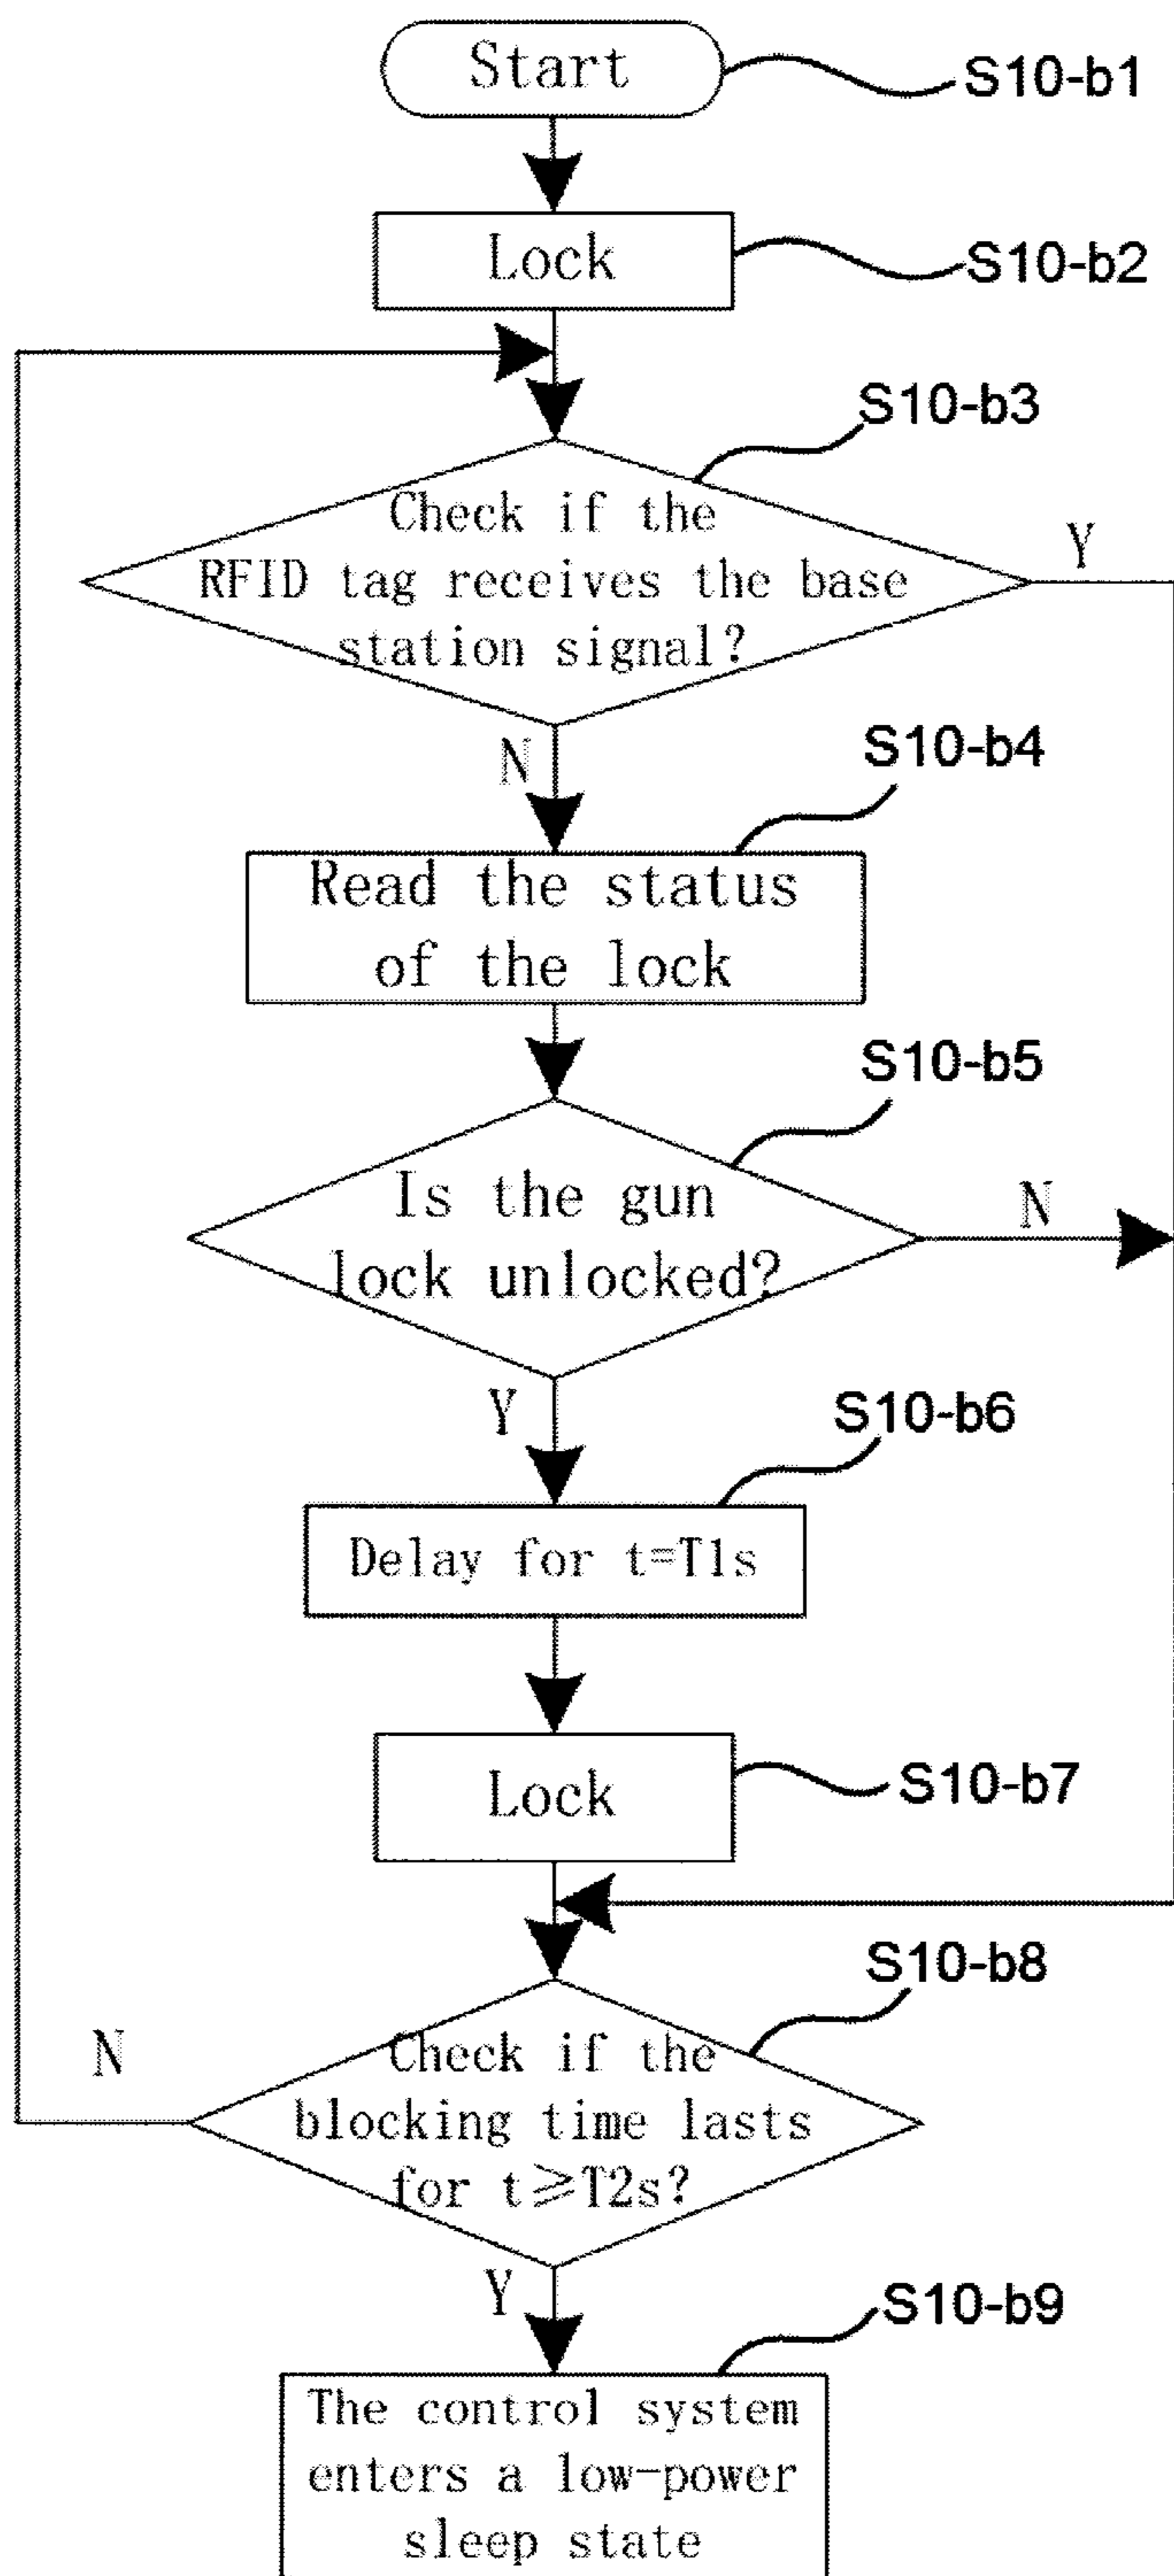 Start
S10-b1
Lock
S10-b2
S10-b3
Check if the
RFID tag receives the base
station signal?
Y
N
S10-b4
Read the status
of the lock
S10-b5
Is the gun
lock unlocked?
N
Y
S10-b6
Delay for t=T1s
Lock
S10-b7
S10-b8
Check if the
blocking time lasts
for t≥T2s?
N
Y
S10-b9
The control system
enters a low-power
sleep state